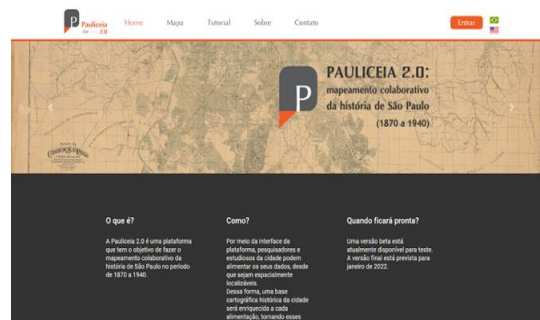 Pauliceia
2.0
Home
Mapa
Tutorial
Sobre
Contato
Entrar
P
PAULICEIA 2.0:
mapeamento colaborativo
da história de São Paulo
(1870 a 1940)
O que é?
A Pauliceia 2.0 é uma plataforma
que tem o objetivo de fazer o
mapeamento colaborativo da
história de São Paulo no período
de 1870 a 1940.
Como?
Por meio da interface da
plataforma, pesquisadores e
estudiosos da cidade podem
alimentar os seus dados, desde
que sejam espacialmente
localizáveis.
Dessa forma, uma base
cartográfica histórica da cidade
será enriquecida a cada
alimentação, tornando esses
Quando ficará pronta?
Uma versão beta está
atualmente disponível para teste.
A versão final está prevista para
janeiro de 2022.